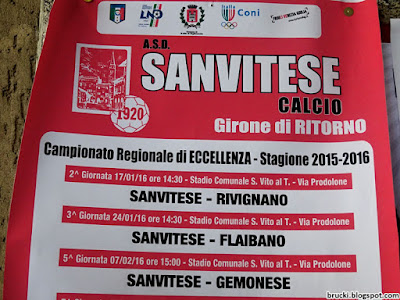 LND Coni
A.S.D.
SANVITESE
CALCIO
1920
Girone di RITORNO
Campionato Regionale di ECCELLENZA - Stagione 2015-2016
2ᴬ Giornata 17/01/16 ore 14:30 - Stadio Comunale S. Vito al T. - Via Prodolone
SANVITESE - RIVIGNANO
3ᴬ Giornata 24/01/16 ore 14:30 - Stadio Comunale S. Vito al T. - Via Prodolone
SANVITESE - FLAIBANO
5ᴬ Giornata 07/02/16 ore 15:00 - Stadio Comunale S. Vito al T. - Via Prodolone
SANVITESE - GEMONESE
brucki.blogspot.com